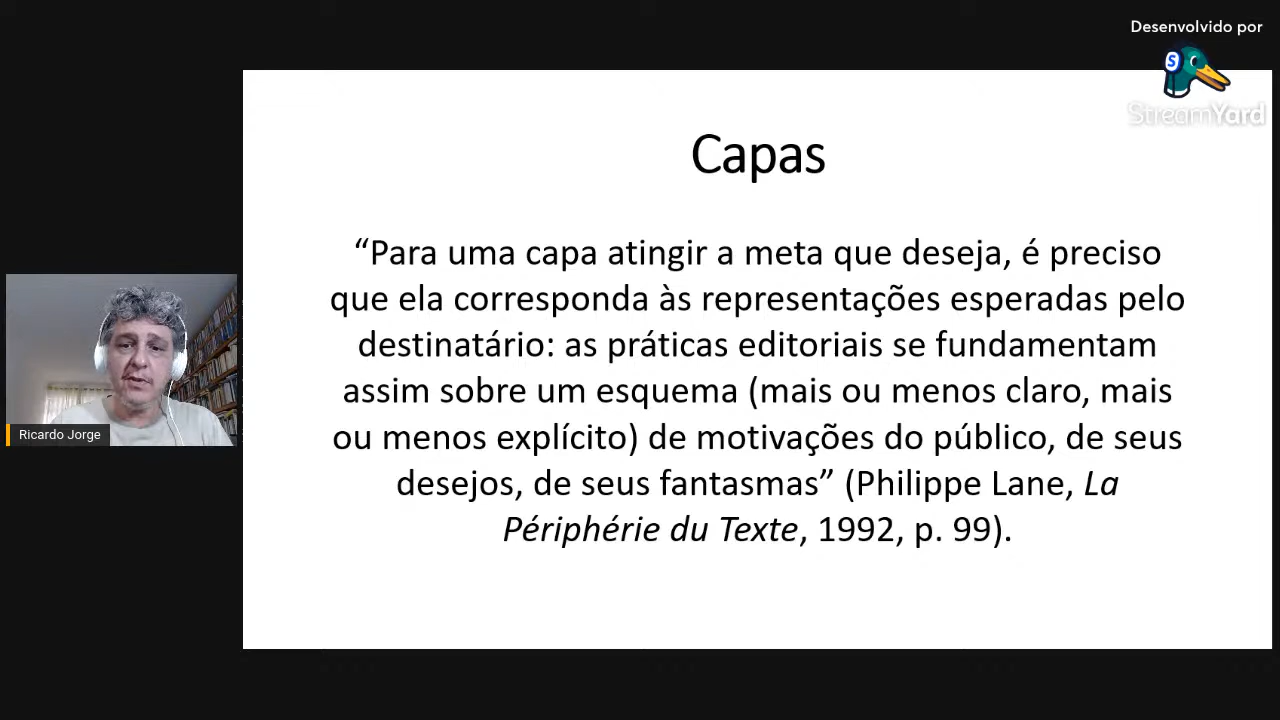 Desenvolvido por
StreamYard
Capas
“Para uma capa atingir a meta que deseja, é preciso
que ela corresponda às representações esperadas pelo
destinatário: as práticas editoriais se fundamentam
assim sobre um esquema (mais ou menos claro, mais
ou menos explícito) de motivações do público, de seus
desejos, de seus fantasmas” (Philippe Lane, La
Périphérie du Texte, 1992, p. 99).
Ricardo Jorge